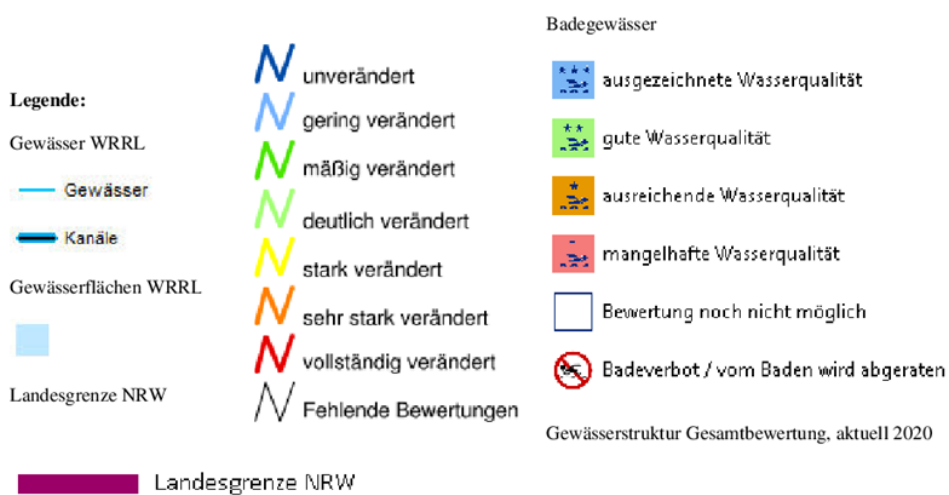 Legende:
Gewässer WRRL
Gewässer
Kanäle
Gewässerflächen WRRL
Landesgrenze NRW
unverändert
gering verändert
mäßig verändert
deutlich verändert
stark verändert
sehr stark verändert
vollständig verändert
Fehlende Bewertungen
Badegewässer
ausgezeichnete Wasserqualität
gute Wasserqualität
ausreichende Wasserqualität
mangelhafte Wasserqualität
Bewertung noch nicht möglich
Badeverbot / vom Baden wird abgeraten
Gewässerstruktur Gesamtbewertung, aktuell 2020
Landesgrenze NRW